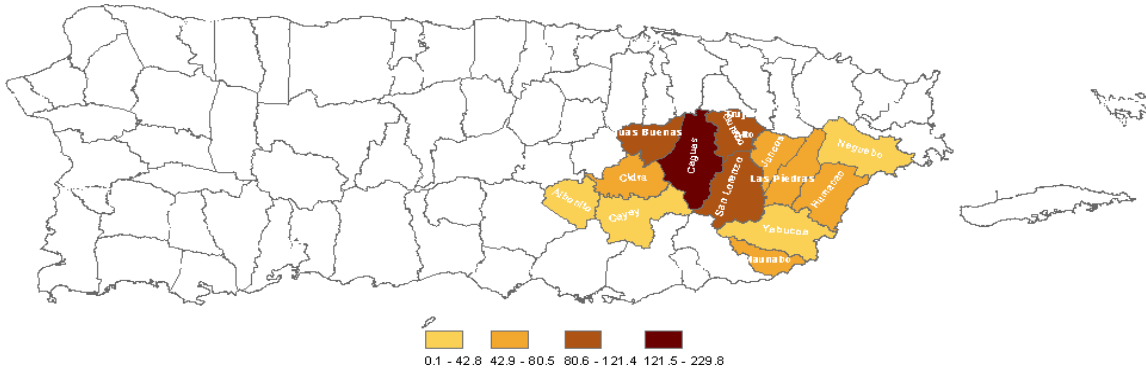 uas Buenas
Caguas
Gurabo
Juncos
Naguabo
Cidra
San Lorenzo
Las Piedras
Humacao
Aibonito
Cayey
Yabucoa
Maunabo
0.1 - 42.8 42.9 - 80.5 80.6 - 121.4 121.5 - 229.8